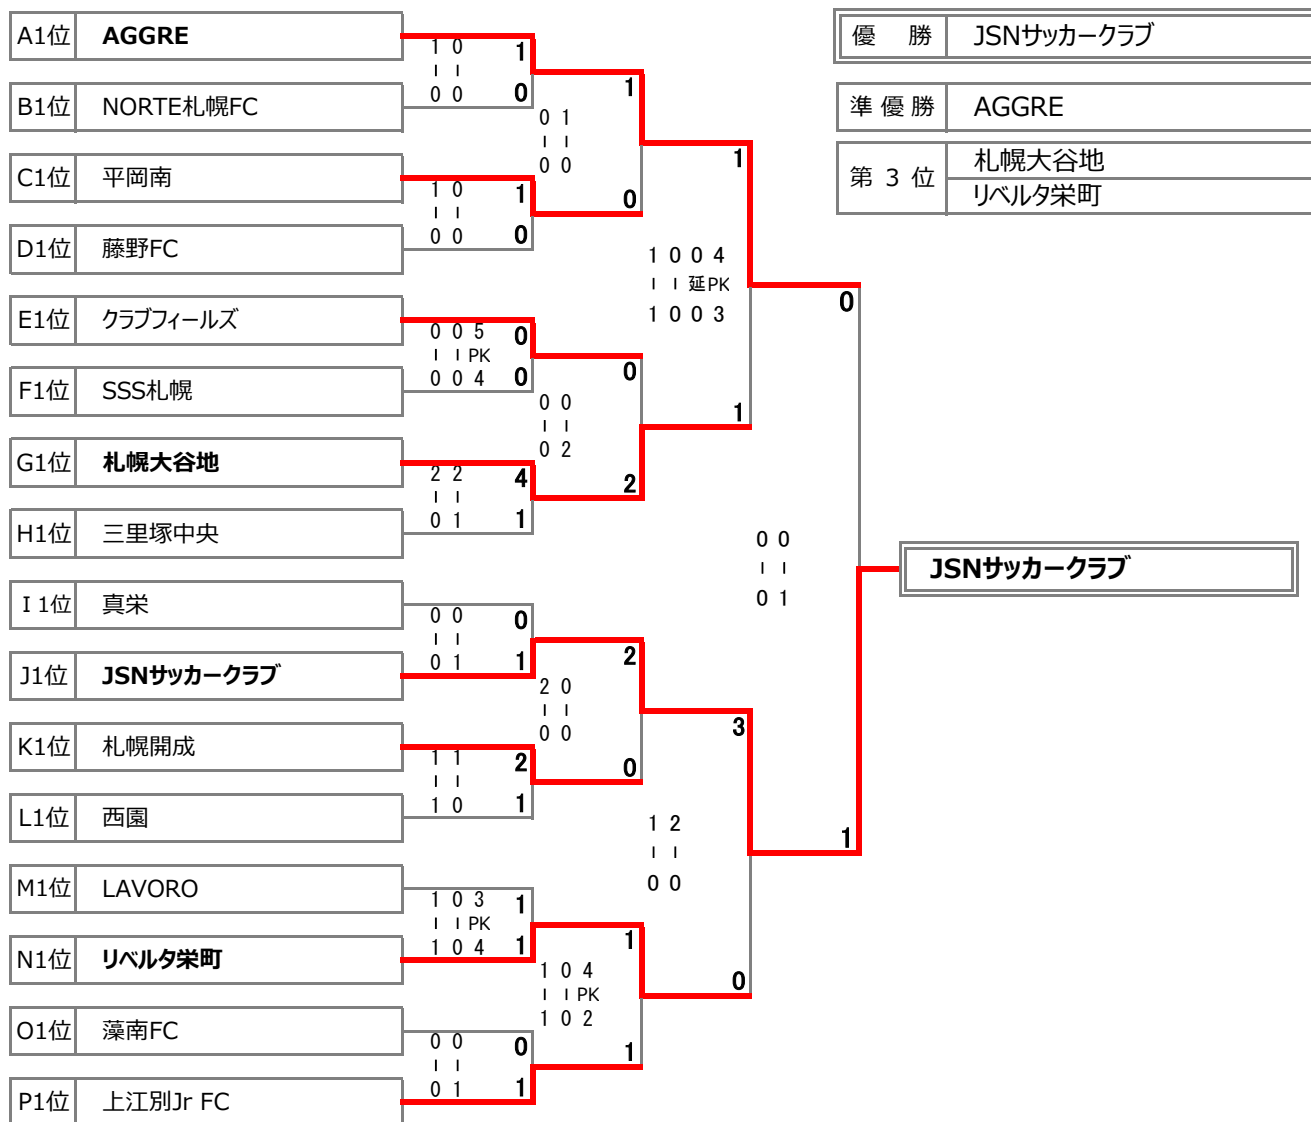 A1位 AGGRE
1 0 1
I I
0 0 0
B1位 NORTE札幌FC
C1位 平岡南
1 0 1
I I
0 0 0
D1位 藤野FC
E1位 クラブフィールズ
0 0 5 0
I I PK
0 0 4 0
F1位 SSS札幌
G1位 札幌大谷地
2 2 4
I I
0 1 1
H1位 三里塚中央
I 1位 真栄
0 0 0
I I
0 1 1
J1位 JSNサッカークラブ
K1位 札幌開成
1 1 2
I I
1 0 1
L1位 西園
M1位 LAVORO
1 0 3 1
I I PK
1 0 4 1
N1位 リベルタ栄町
O1位 藻南FC
0 0 0
I I
0 1 1
P1位 上江別Jr FC
1
0 1
I I
0 0
0
0
0 0
I I
0 2
2
2
2 0
I I
0 0
0
1
1 0 4
I I PK
1 0 2
1
1
1 0 0 4
I I 延PK
1 0 0 3
1
3
1 2
I I
0 0
0
0
0 0
I I
0 1
1
JSNサッカークラブ
優 勝 JSNサッカークラブ
準 優 勝 AGGRE
第 3 位 札幌大谷地
リベルタ栄町